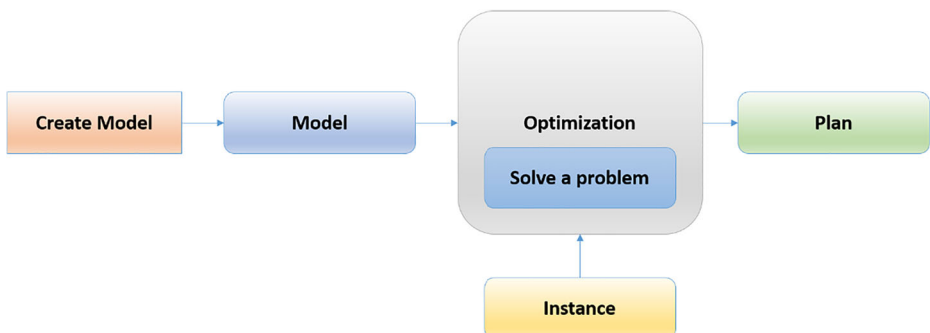 Create Model
Model
Optimization
Solve a problem
Plan
Instance